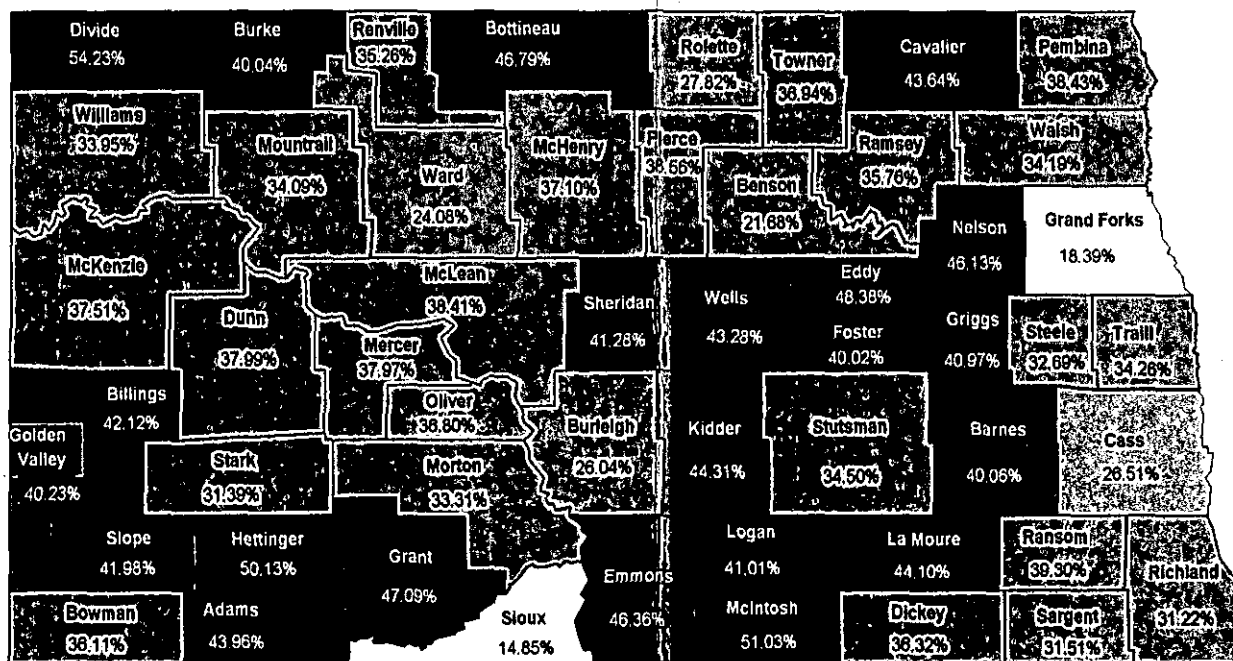 Divide
54.23%
Burke
40.04%
Renville
35.26%
Bottineau
46.79%
Rolette
27.82%
Towner
36.94%
Cavalier
43.64%
Pembina
38.43%
Williams
33.95%
Mountrail
34.09%
Ward
24.08%
McHenry
37.10%
Pierce
38.66%
Benson
21.68%
Ramsey
35.76%
Walsh
34.19%
Nelson
46.13%
Grand Forks
18.39%
McKenzie
37.51%
Dunn
37.99%
McLean
38.41%
Mercer
37.97%
Oliver
36.80%
Sheridan
41.28%
Wells
43.28%
Eddy
48.38%
Foster
40.02%
Griggs
40.97%
Steele
32.69%
Traill
34.26%
Billings
42.12%
Golden
Valley
40.23%
Stark
31.39%
Morton
33.31%
Burleigh
26.04%
Kidder
44.31%
Stutsman
34.50%
Barnes
40.06%
Cass
26.51%
Slope
41.98%
Hettinger
50.13%
Grant
47.09%
Emmons
46.36%
Logan
41.01%
La Moure
44.10%
Ransom
39.30%
Richland
31.22%
Bowman
36.11%
Adams
43.96%
Sioux
14.85%
McIntosh
51.03%
Dickey
36.32%
Sargent
31.51%